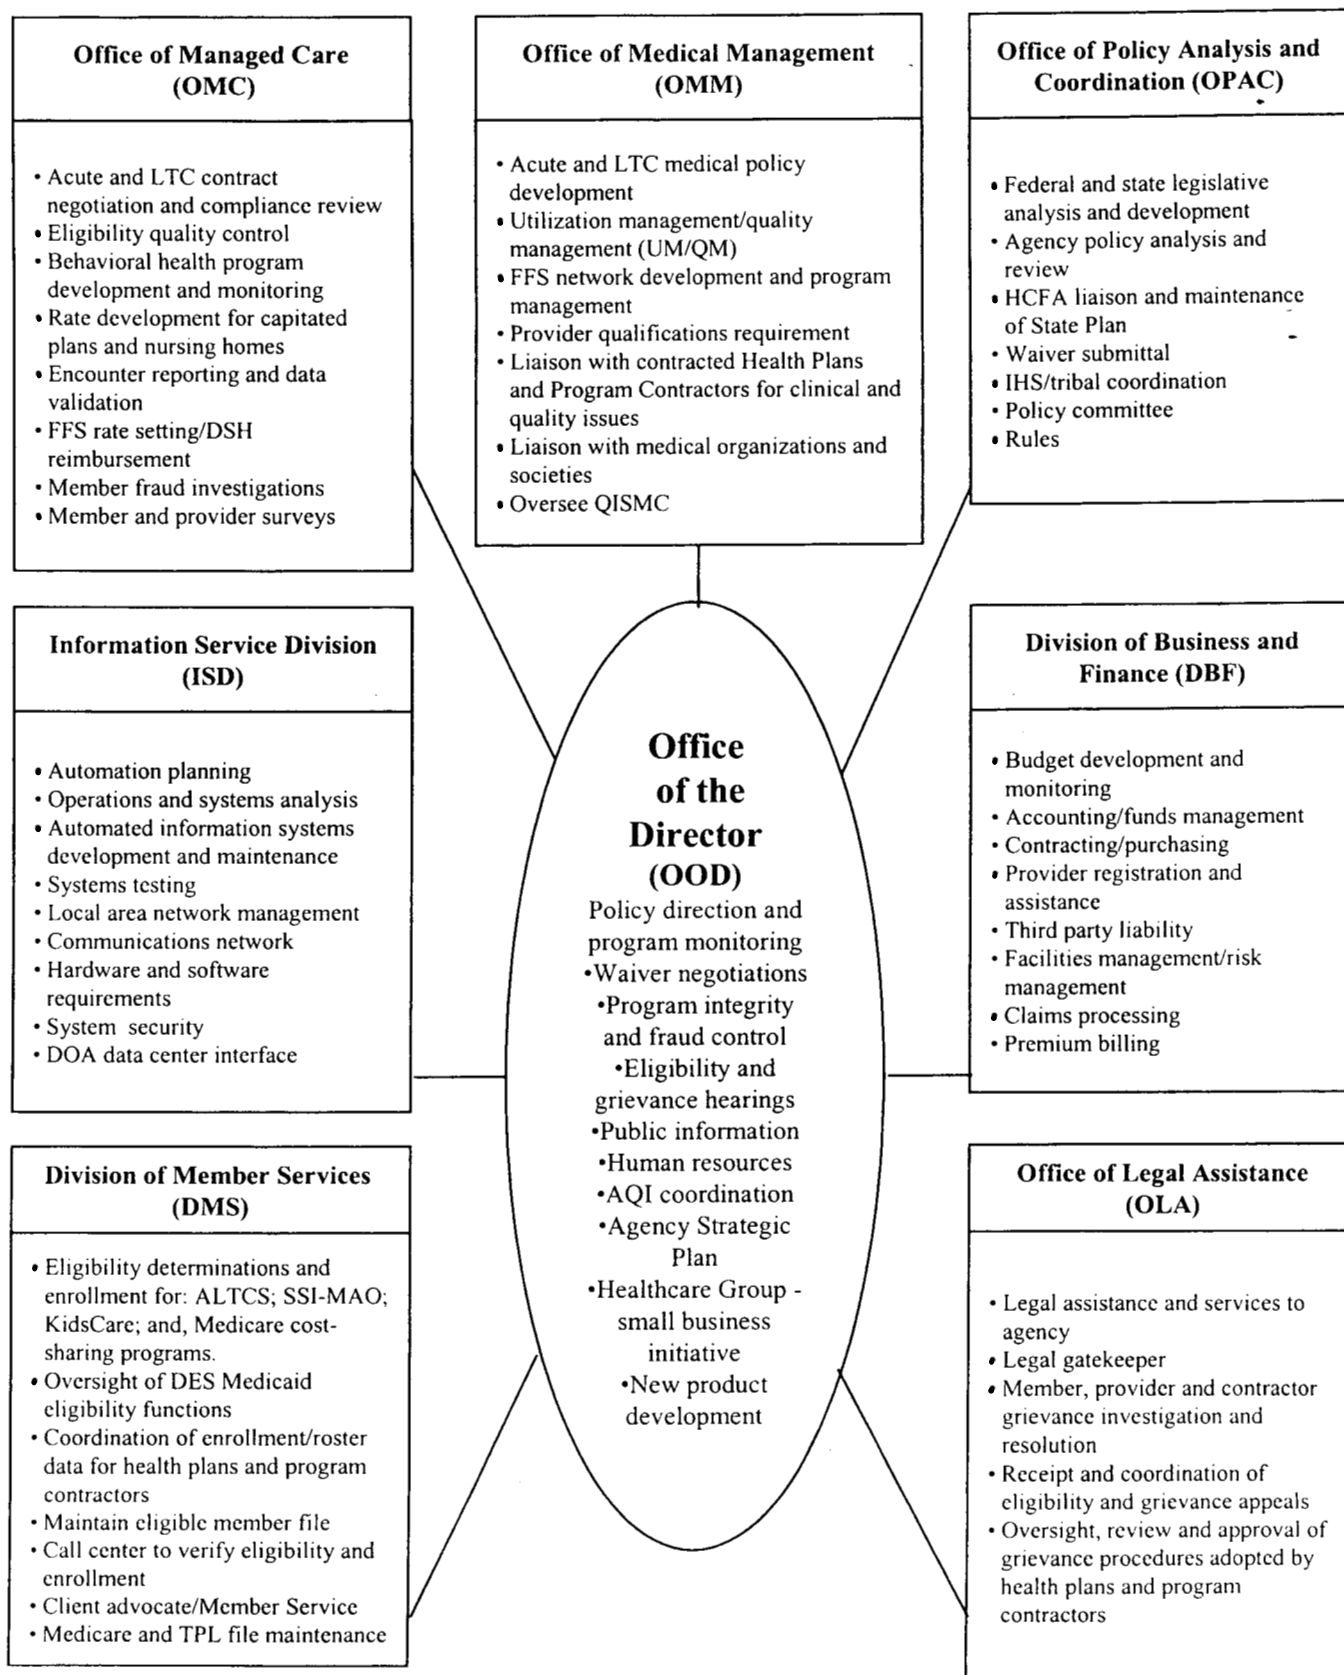 Office of Managed Care
(OMC)
• Acute and LTC contract
negotiation and compliance review
• Eligibility quality control
• Behavioral health program
development and monitoring
• Rate development for capitated
plans and nursing homes
• Encounter reporting and data
validation
• FFS rate setting/DSH
reimbursement
• Member fraud investigations
• Member and provider surveys
Office of Medical Management
(OMM)
• Acute and LTC medical policy
development
• Utilization management/quality
management (UM/QM)
• FFS network development and program
management
• Provider qualifications requirement
• Liaison with contracted Health Plans
and Program Contractors for clinical and
quality issues
• Liaison with medical organizations and
societies
• Oversee QISMC
Office of Policy Analysis and
Coordination (OPAC)
• Federal and state legislative
analysis and development
• Agency policy analysis and
review
• HCFA liaison and maintenance
of State Plan
• Waiver submittal
• IHS/tribal coordination
• Policy committee
• Rules
Information Service Division
(ISD)
• Automation planning
• Operations and systems analysis
• Automated information systems
development and maintenance
• Systems testing
• Local area network management
• Communications network
• Hardware and software
requirements
• System security
• DOA data center interface
Office
of the
Director
(OOD)
Policy direction and
program monitoring
•Waiver negotiations
•Program integrity
and fraud control
•Eligibility and
grievance hearings
•Public information
•Human resources
•AQI coordination
•Agency Strategic
Plan
•Healthcare Group -
small business
initiative
•New product
development
Division of Business and
Finance (DBF)
• Budget development and
monitoring
• Accounting/funds management
• Contracting/purchasing
• Provider registration and
assistance
• Third party liability
• Facilities management/risk
management
• Claims processing
• Premium billing
Division of Member Services
(DMS)
• Eligibility determinations and
enrollment for: ALTCS; SSI-MAO;
KidsCare; and, Medicare cost-
sharing programs.
• Oversight of DES Medicaid
eligibility functions
• Coordination of enrollment/roster
data for health plans and program
contractors
• Maintain eligible member file
• Call center to verify eligibility and
enrollment
• Client advocate/Member Service
• Medicare and TPL file maintenance
Office of Legal Assistance
(OLA)
• Legal assistance and services to
agency
• Legal gatekeeper
• Member, provider and contractor
grievance investigation and
resolution
• Receipt and coordination of
eligibility and grievance appeals
• Oversight, review and approval of
grievance procedures adopted by
health plans and program
contractors